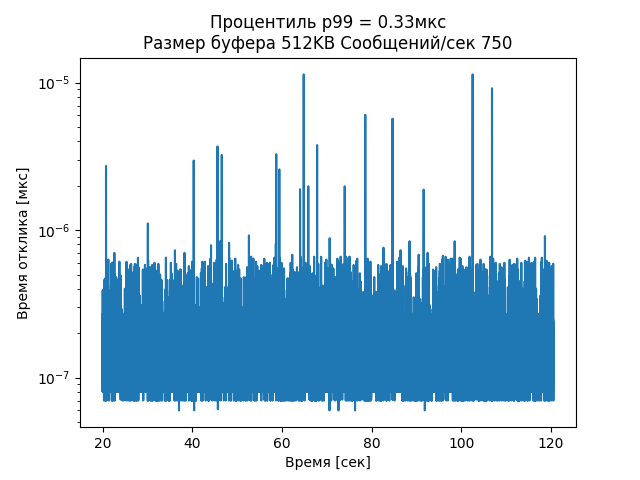 Процентиль p99 = 0.33мкс
Размер буфера 512KB Сообщений/сек 750
10⁻⁵
10⁻⁶
10⁻⁷
Время отклика [мкс]
20 40 60 80 100 120
Время [сек]